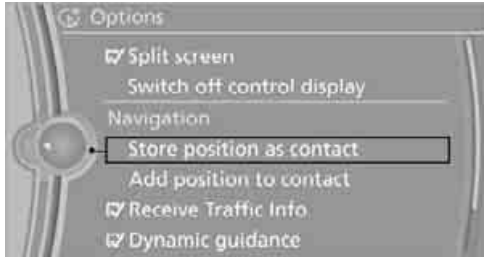 Options
Split screen
Switch off control display
Navigation
Store position as contact
Add position to contact
Receive Traffic Info
Dynamic guidance